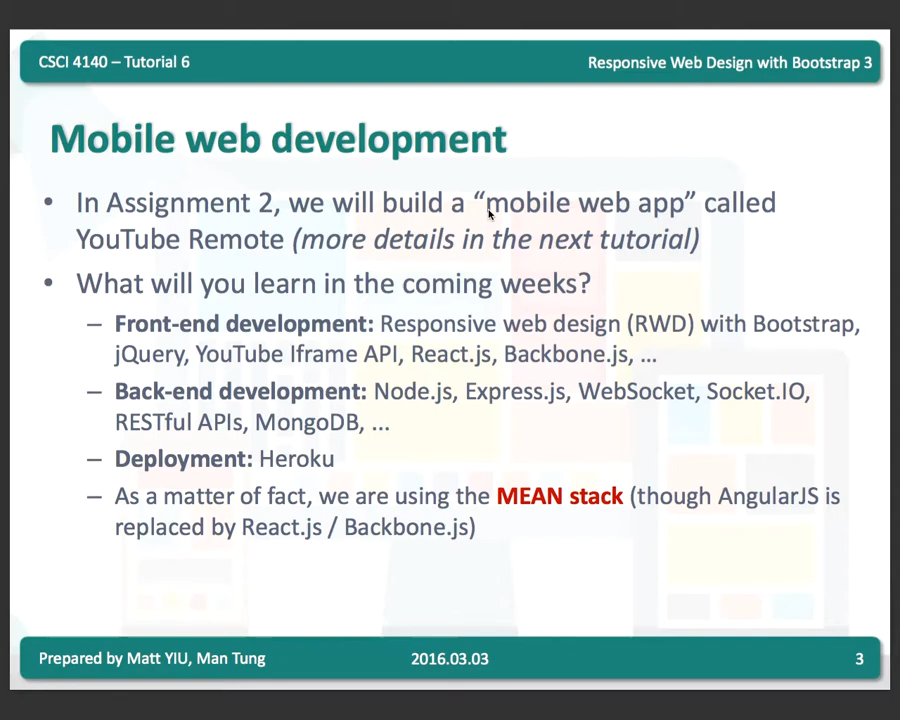 CSCI 4140 – Tutorial 6
Responsive Web Design with Bootstrap 3
Mobile web development
• In Assignment 2, we will build a “mobile web app” called
YouTube Remote (more details in the next tutorial)
• What will you learn in the coming weeks?
– Front-end development: Responsive web design (RWD) with Bootstrap,
jQuery, YouTube Iframe API, React.js, Backbone.js, ...
– Back-end development: Node.js, Express.js, WebSocket, Socket.IO,
RESTful APIs, MongoDB, ...
– Deployment: Heroku
– As a matter of fact, we are using the MEAN stack (though AngularJS is
replaced by React.js / Backbone.js)
Prepared by Matt YIU, Man Tung
2016.03.03
3